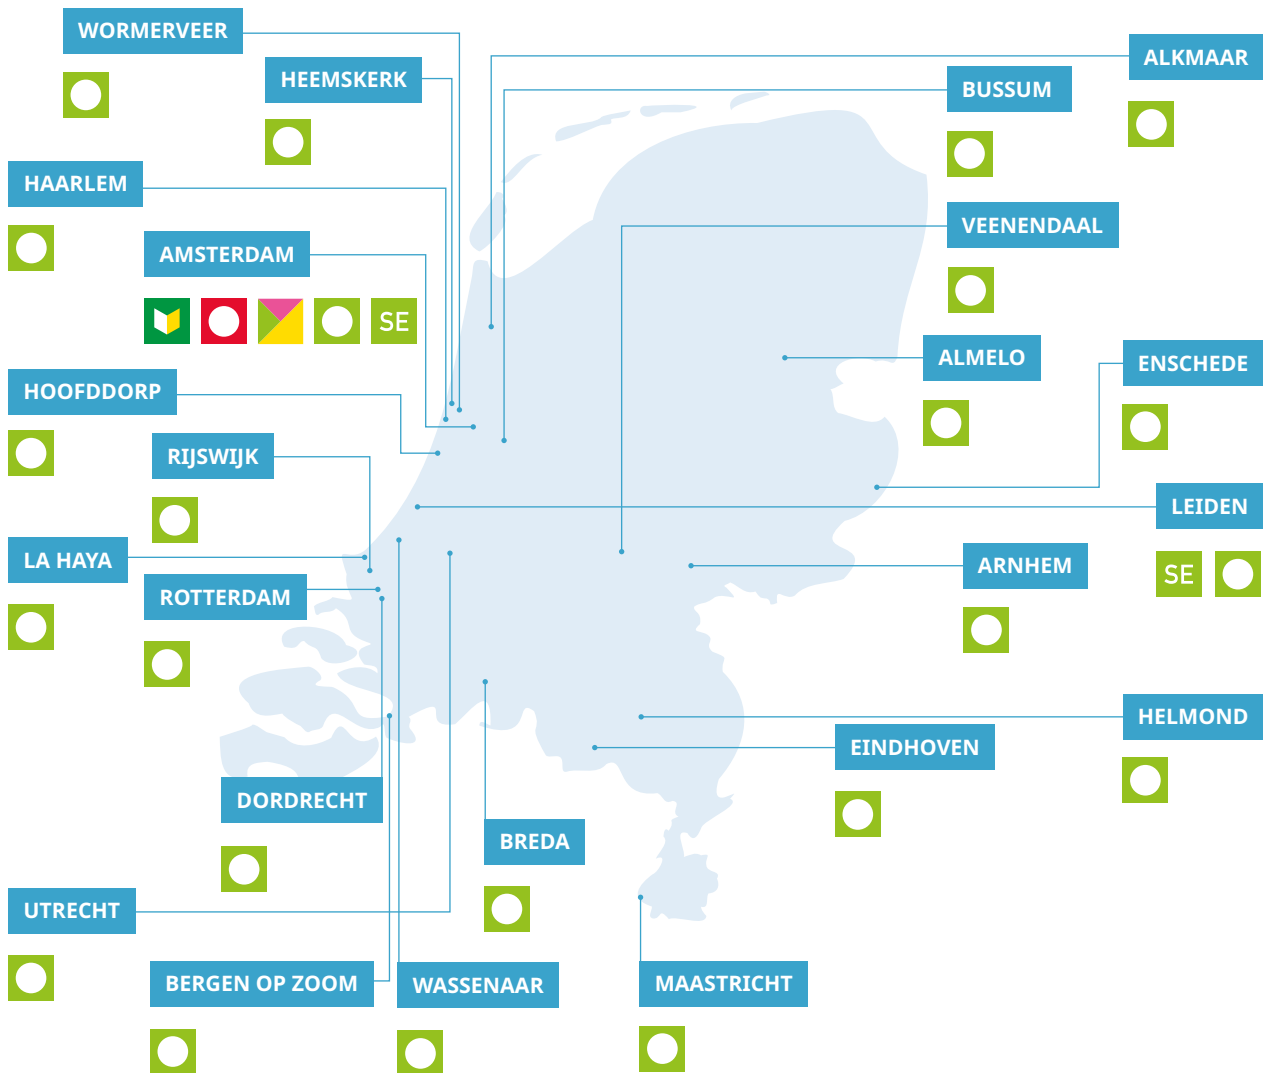 WORMERVEER
HEEMSKERK
ALKMAAR
BUSSUM
HAARLEM
AMSTERDAM
VEENENDAAL
SE
ALMELO
ENSCHEDE
HOOFDDORP
RIJSWIJK
LEIDEN
LA HAYA
ARNHEM
SE
ROTTERDAM
HELMOND
EINDHOVEN
DORDRECHT
BREDA
UTRECHT
BERGEN OP ZOOM
WASSENAAR
MAASTRICHT